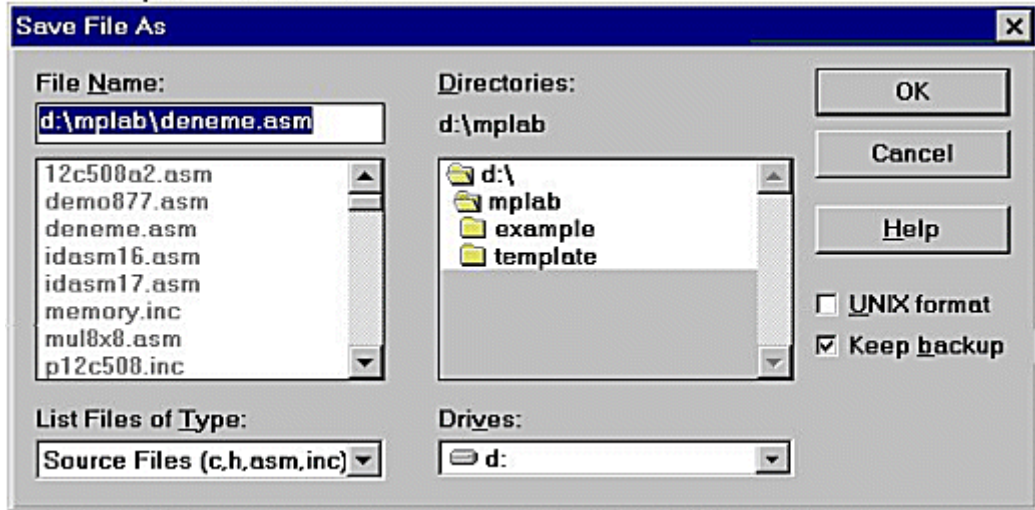 Save File As
File Name:
d:\mplab\deneme.asm
12c508a2.asm
demo877.asm
deneme.asm
idasm16.asm
idasm17.asm
memory.inc
mul8x8.asm
p12c508.inc
List Files of Type:
Source Files (c,h,asm,inc)
Directories:
d:\mplab
d:\
mplab
example
template
Drives:
d:
OK
Cancel
Help
UNIX format
Keep backup